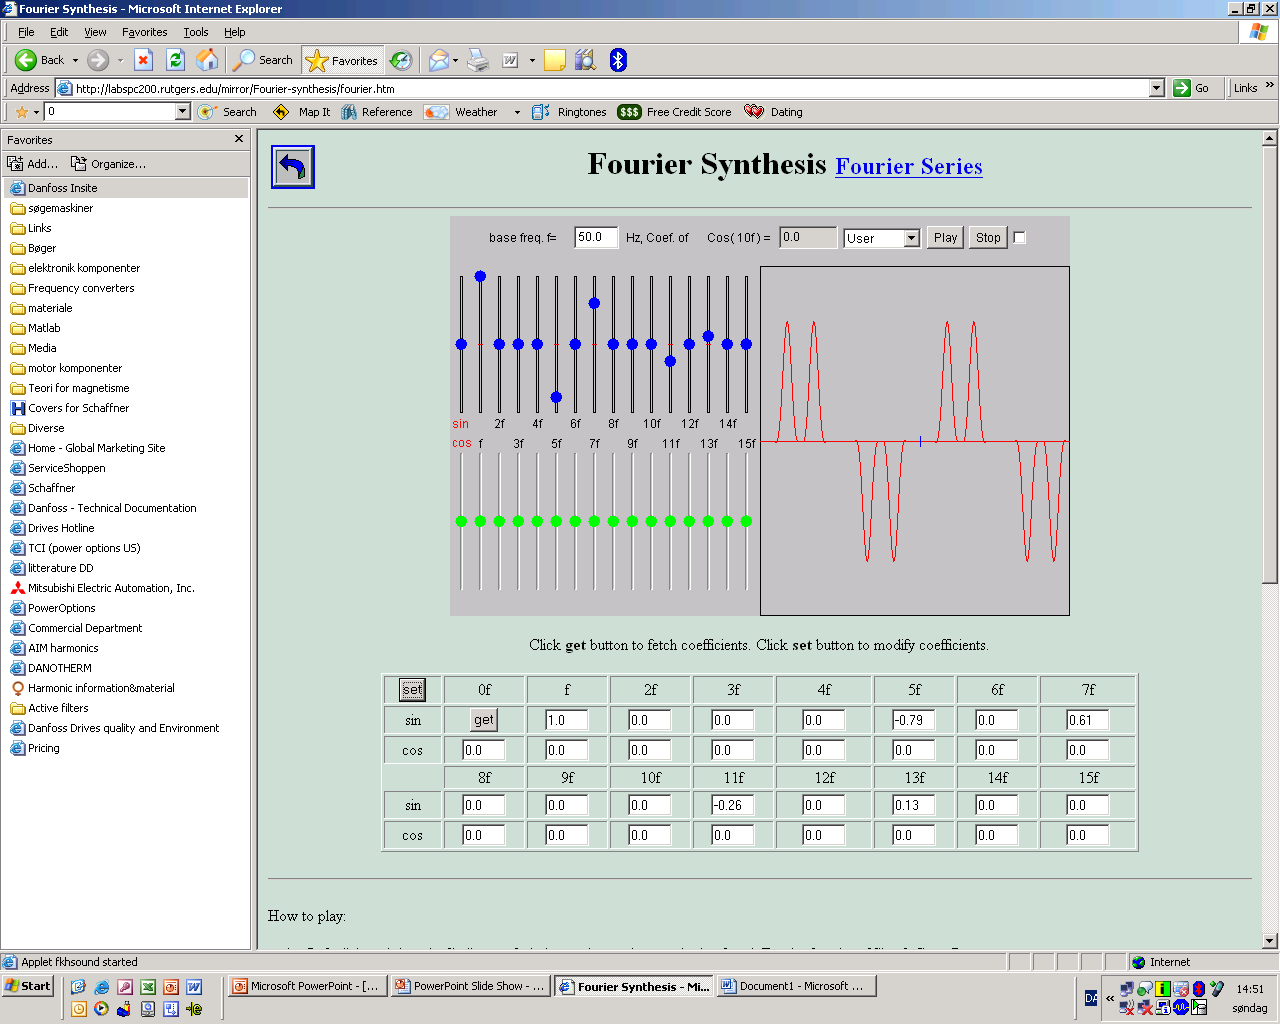 Fourier Synthesis - Microsoft Internet Explorer
File Edit View Favorites Tools Help
Back Search Favorites
Address http://labspc200.rutgers.edu/mirror/Fourier-synthesis/fourier.htm Go Links »
0 Search Map It Reference Weather Ringtones $$$ Free Credit Score Dating
Favorites
Add... Organize...
Danfoss Insite
søgemaskiner
Links
Bøger
elektronik komponenter
Frequency converters
materiale
Matlab
Media
motor komponenter
Teori for magnetisme
Covers for Schaffner
Diverse
Home - Global Marketing Site
ServiceShoppen
Schaffner
Danfoss - Technical Documentation
Drives Hotline
TCI (power options US)
litterature DD
Mitsubishi Electric Automation, Inc.
PowerOptions
Commercial Department
AIM harmonics
DANOTHERM
Harmonic information&material
Active filters
Danfoss Drives quality and Environment
Pricing
Fourier Synthesis Fourier Series
base freq. f= 50.0 Hz, Coef. of Cos( 10f ) = 0.0 User Play Stop
sin 2f 4f 6f 8f 10f 12f 14f
cos f 3f 5f 7f 9f 11f 13f 15f
Click get button to fetch coefficients. Click set button to modify coefficients.
set 0f f 2f 3f 4f 5f 6f 7f
sin get 1.0 0.0 0.0 0.0 -0.79 0.0 0.61
cos 0.0 0.0 0.0 0.0 0.0 0.0 0.0 0.0
8f 9f 10f 11f 12f 13f 14f 15f
sin 0.0 0.0 0.0 -0.26 0.0 0.13 0.0 0.0
cos 0.0 0.0 0.0 0.0 0.0 0.0 0.0 0.0
How to play:
Applet fkhsound started Internet
Start Microsoft PowerPoint - [... PowerPoint Slide Show - ... Fourier Synthesis - Mi... Document1 - Microsoft ... DA « 14:51
søndag